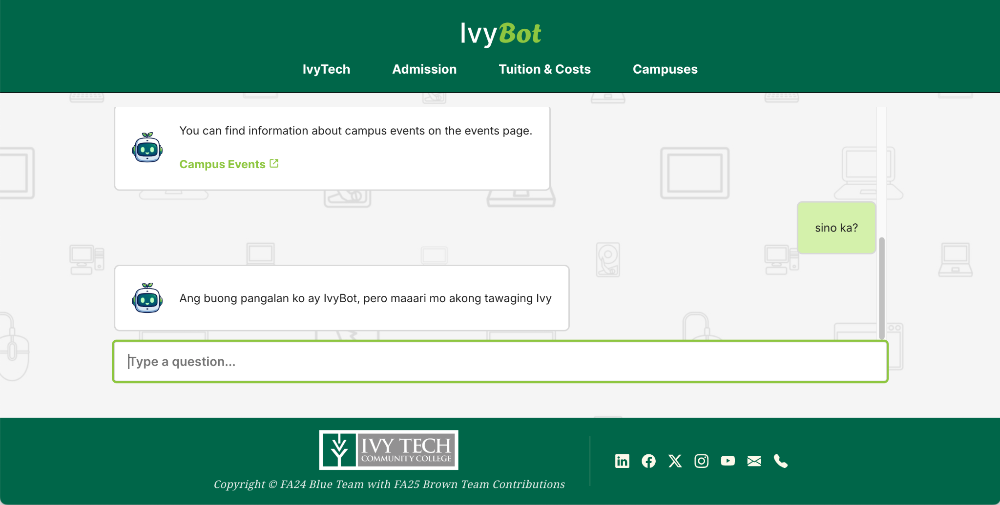 IvyBot
IvyTech Admission Tuition & Costs Campuses
You can find information about campus events on the events page.
Campus Events
sino ka?
Ang buong pangalan ko ay IvyBot, pero maaari mo akong tawaging Ivy
Type a question...
IVY TECH
COMMUNITY COLLEGE
Copyright © FA24 Blue Team with FA25 Brown Team Contributions